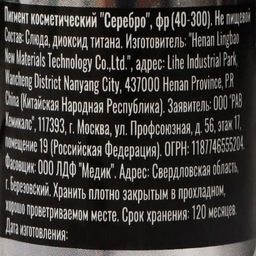 Пигмент косметический "Серебро", фр (40-300). Не пищевой
Состав: Слюда, диоксид титана. Изготовитель: "Henan Lingbao
New Materials Technology Co.,Ltd.", адрес: Lihe Industrial Park,
Wancheng District Nanyang City, 437000 Henan Province, P.R
China (Китайская Народная Республика). Заявитель: ООО "РАВ
Кемикалс", 117393, г. Москва, ул. Профсоюзная, д. 56, этаж 17,
помещение 19 (Российская Федерация). ОГРН: 1187746555204.
Фасовщик: ООО ЛДФ "Медик". Адрес: Свердловская область,
г. Березовский. Хранить плотно закрытым в прохладном,
хорошо проветриваемом месте. Срок хранения: 120 месяцев.
Дата изготовления: